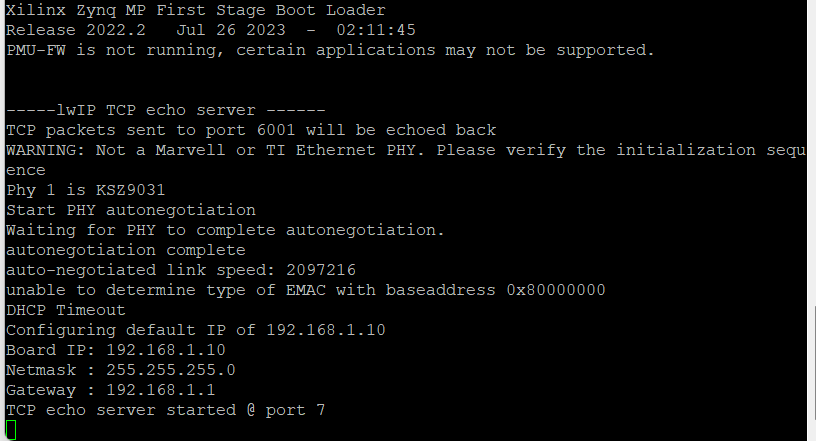 Xilinx Zynq MP First Stage Boot Loader
Release 2022.2   Jul 26 2023  -  02:11:45
PMU-FW is not running, certain applications may not be supported.
-----lwIP TCP echo server ------
TCP packets sent to port 6001 will be echoed back
WARNING: Not a Marvell or TI Ethernet PHY. Please verify the initialization sequ
ence
Phy 1 is KSZ9031
Start PHY autonegotiation
Waiting for PHY to complete autonegotiation.
autonegotiation complete
auto-negotiated link speed: 2097216
unable to determine type of EMAC with baseaddress 0x80000000
DHCP Timeout
Configuring default IP of 192.168.1.10
Board IP: 192.168.1.10
Netmask : 255.255.255.0
Gateway : 192.168.1.1
TCP echo server started @ port 7